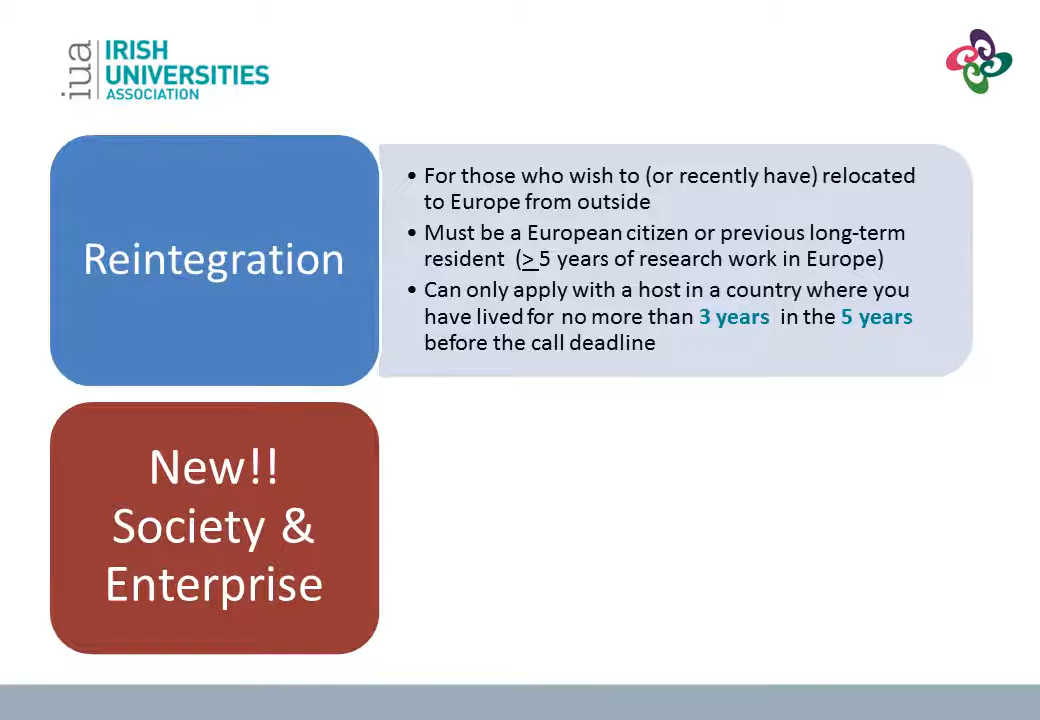 iua
IRISH
UNIVERSITIES
ASSOCIATION
Reintegration
• For those who wish to (or recently have) relocated
to Europe from outside
• Must be a European citizen or previous long-term
resident (> 5 years of research work in Europe)
• Can only apply with a host in a country where you
have lived for no more than 3 years in the 5 years
before the call deadline
New!!
Society &
Enterprise